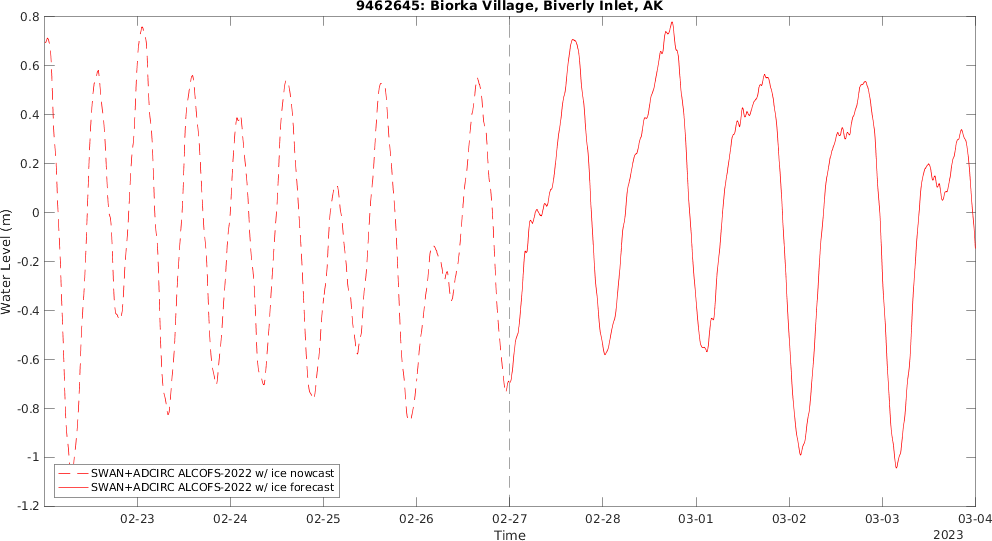 9462645: Biorka Village, Biverly Inlet, AK
0.8
0.6
0.4
0.2
0
-0.2
-0.4
-0.6
-0.8
-1
-1.2
Water Level (m)
SWAN+ADCIRC ALCOFS-2022 w/ ice nowcast
SWAN+ADCIRC ALCOFS-2022 w/ ice forecast
02-23 02-24 02-25 02-26 02-27 02-28 03-01 03-02 03-03 03-04
Time
2023